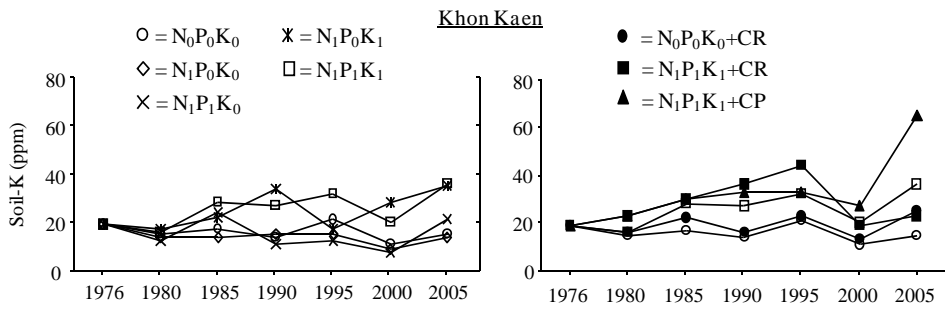 Khon Kaen
= N₀P₀K₀
= N₁P₀K₁
= N₁P₀K₀
= N₁P₁K₁
= N₁P₁K₀
= N₀P₀K₀+CR
= N₁P₁K₁+CR
= N₁P₁K₁+CP
Soil-K (ppm)
80
60
40
20
0
1976 1980 1985 1990 1995 2000 2005
80
60
40
20
0
1976 1980 1985 1990 1995 2000 2005